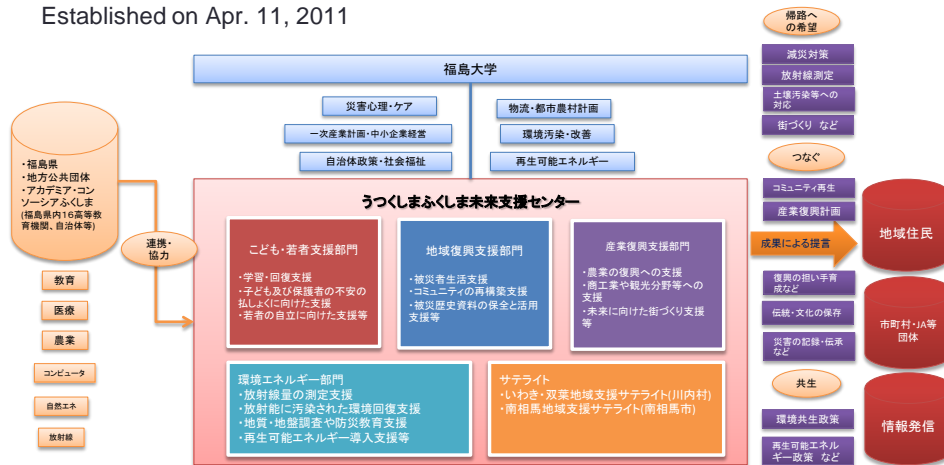 Established on Apr. 11, 2011
福島大学
災害心理・ケア
一次産業計画・中小企業経営
自治体政策・社会福祉
物流・都市農村計画
環境汚染・改善
再生可能エネルギー
・福島県
・地方公共団体
・アカデミア・コン
ソーシアふくしま
(福島県内16高等教
育機関、自治体等)
連携・
協力
教育
医療
農業
コンピュータ
自然エネ
放射線
うつくしまふくしま未来支援センター
こども・若者支援部門
・学習・回復支援
・子ども及び保護者の不安の
払しょくに向けた支援
・若者の自立に向けた支援等
地域復興支援部門
・被災者生活支援
・コミュニティの再構築支援
・被災歴史資料の保全と活用
支援等
産業復興支援部門
・農業の復興への支援
・商工業や観光分野等への
支援
・未来に向けた街づくり支援
等
環境エネルギー部門
・放射線量の測定支援
・放射能に汚染された環境回復支援
・地質・地盤調査や防災教育支援
・再生可能エネルギー導入支援等
サテライト
・いわき・双葉地域支援サテライト(川内村)
・南相馬地域支援サテライト(南相馬市)
帰路へ
の希望
減災対策
放射線測定
土壌汚染等への
対応
街づくり など
つなぐ
コミュニティ再生
産業復興計画
成果による提言
復興の担い手育
成など
伝統・文化の保存
災害の記録・伝承
など
共生
環境共生政策
再生可能エネル
ギー政策 など
地域住民
市町村・JA等
団体
情報発信